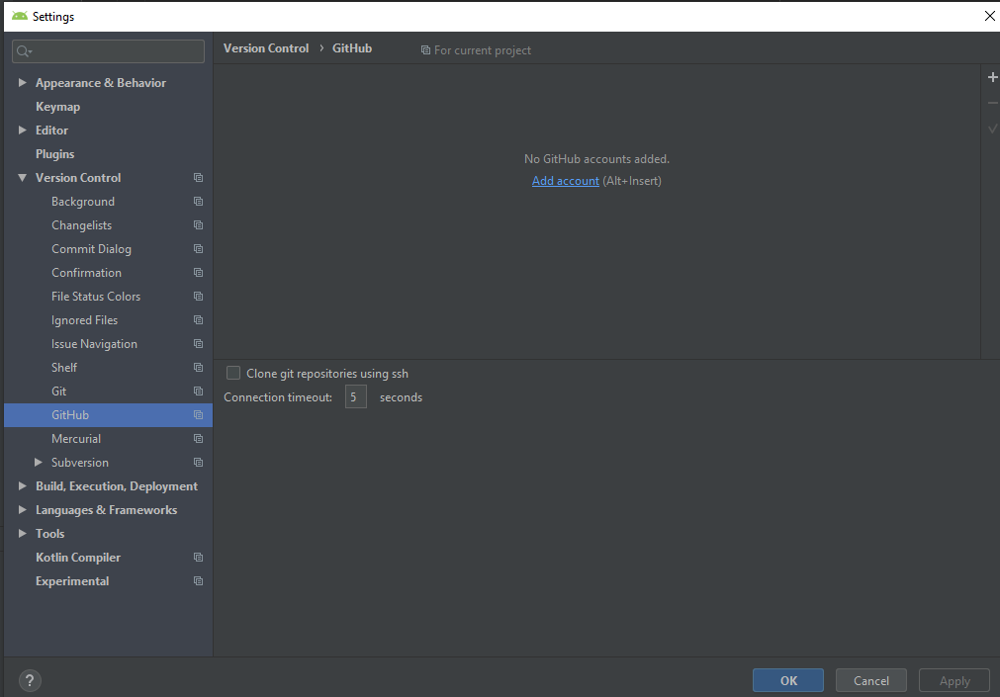 Settings
Version Control › GitHub For current project
Appearance & Behavior
Keymap
Editor
Plugins
Version Control
Background
Changelists
Commit Dialog
Confirmation
File Status Colors
Ignored Files
Issue Navigation
Shelf
Git
GitHub
Mercurial
Subversion
Build, Execution, Deployment
Languages & Frameworks
Tools
Kotlin Compiler
Experimental
No GitHub accounts added.
Add account (Alt+Insert)
Clone git repositories using ssh
Connection timeout: 5 seconds
? OK Cancel Apply